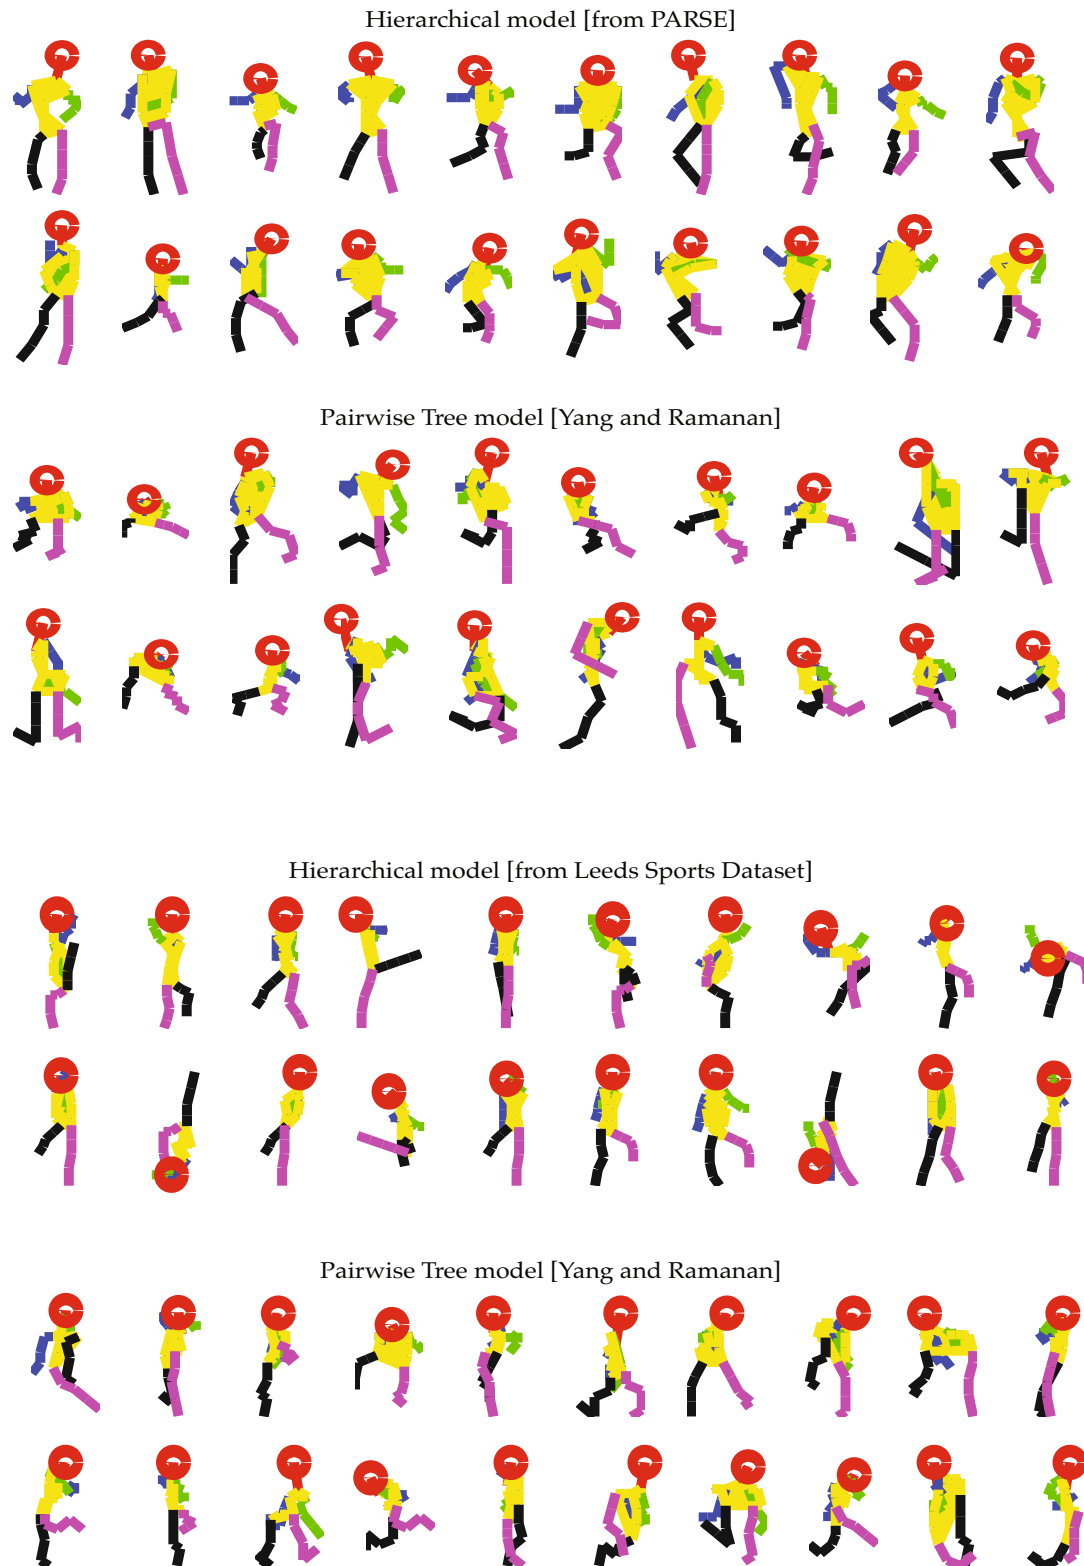 Hierarchical model [from PARSE]
Pairwise Tree model [Yang and Ramanan]
Hierarchical model [from Leeds Sports Dataset]
Pairwise Tree model [Yang and Ramanan]